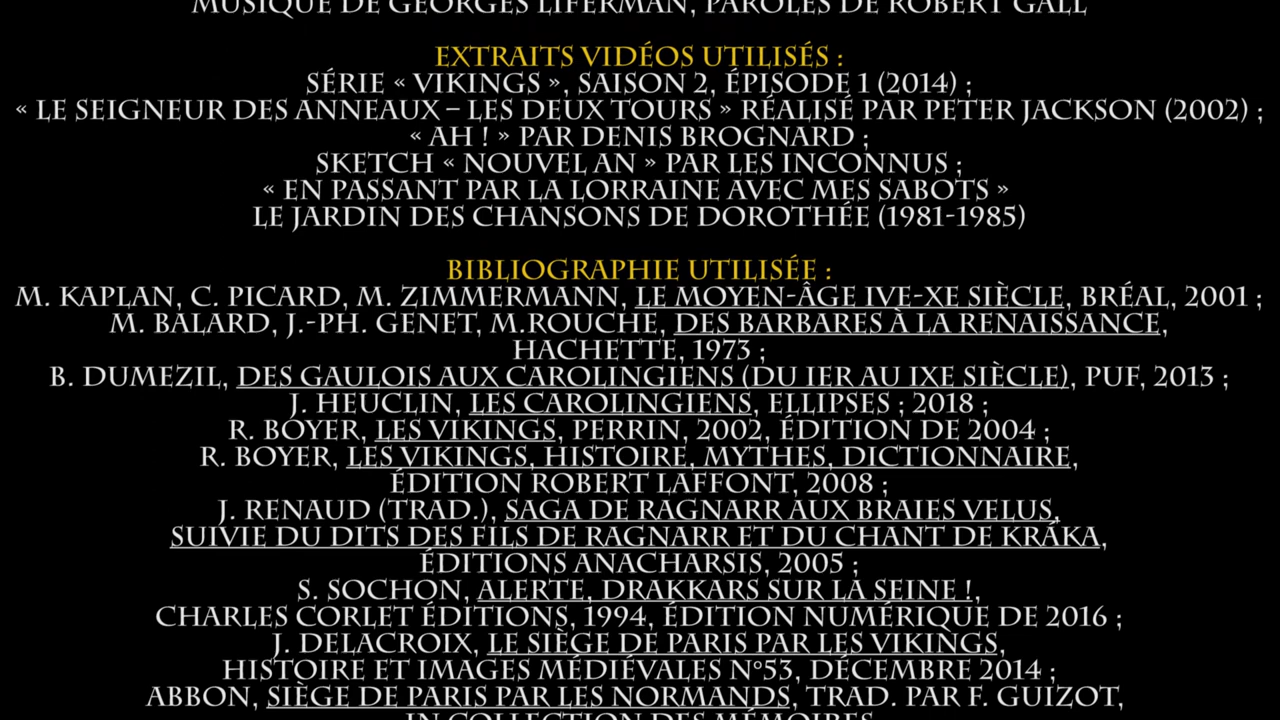 MUSIQUE DE GEORGES LIFERMAN, PAROLES DE ROBERT GALL
EXTRAITS VIDÉOS UTILISÉS :
SÉRIE « VIKINGS », SAISON 2, ÉPISODE 1 (2014) ;
« LE SEIGNEUR DES ANNEAUX – LES DEUX TOURS » RÉALISÉ PAR PETER JACKSON (2002) ;
« AH ! » PAR DENIS BROGNARD ;
SKETCH « NOUVEL AN » PAR LES INCONNUS ;
« EN PASSANT PAR LA LORRAINE AVEC MES SABOTS »
LE JARDIN DES CHANSONS DE DOROTHÉE (1981-1985)
BIBLIOGRAPHIE UTILISÉE :
M. KAPLAN, C. PICARD, M. ZIMMERMANN, LE MOYEN-ÂGE IVE-XE SIÈCLE, BRÉAL, 2001 ;
M. BALARD, J.-PH. GENET, M.ROUCHE, DES BARBARES À LA RENAISSANCE,
HACHETTE, 1973 ;
B. DUMEZIL, DES GAULOIS AUX CAROLINGIENS (DU IER AU IXE SIÈCLE), PUF, 2013 ;
J. HEUCLIN, LES CAROLINGIENS, ELLIPSES ; 2018 ;
R. BOYER, LES VIKINGS, PERRIN, 2002, ÉDITION DE 2004 ;
R. BOYER, LES VIKINGS, HISTOIRE, MYTHES, DICTIONNAIRE,
ÉDITION ROBERT LAFFONT, 2008 ;
J. RENAUD (TRAD.), SAGA DE RAGNARR AUX BRAIES VELUS,
SUIVIE DU DITS DES FILS DE RAGNARR ET DU CHANT DE KRÁKA,
ÉDITIONS ANACHARSIS, 2005 ;
S. SOCHON, ALERTE, DRAKKARS SUR LA SEINE !,
CHARLES CORLET ÉDITIONS, 1994, ÉDITION NUMÉRIQUE DE 2016 ;
J. DELACROIX, LE SIÈGE DE PARIS PAR LES VIKINGS,
HISTOIRE ET IMAGES MÉDIÉVALES N°53, DÉCEMBRE 2014 ;
ABBON, SIÈGE DE PARIS PAR LES NORMANDS, TRAD. PAR F. GUIZOT,
IN COLLECTION DES MÉMOIRES